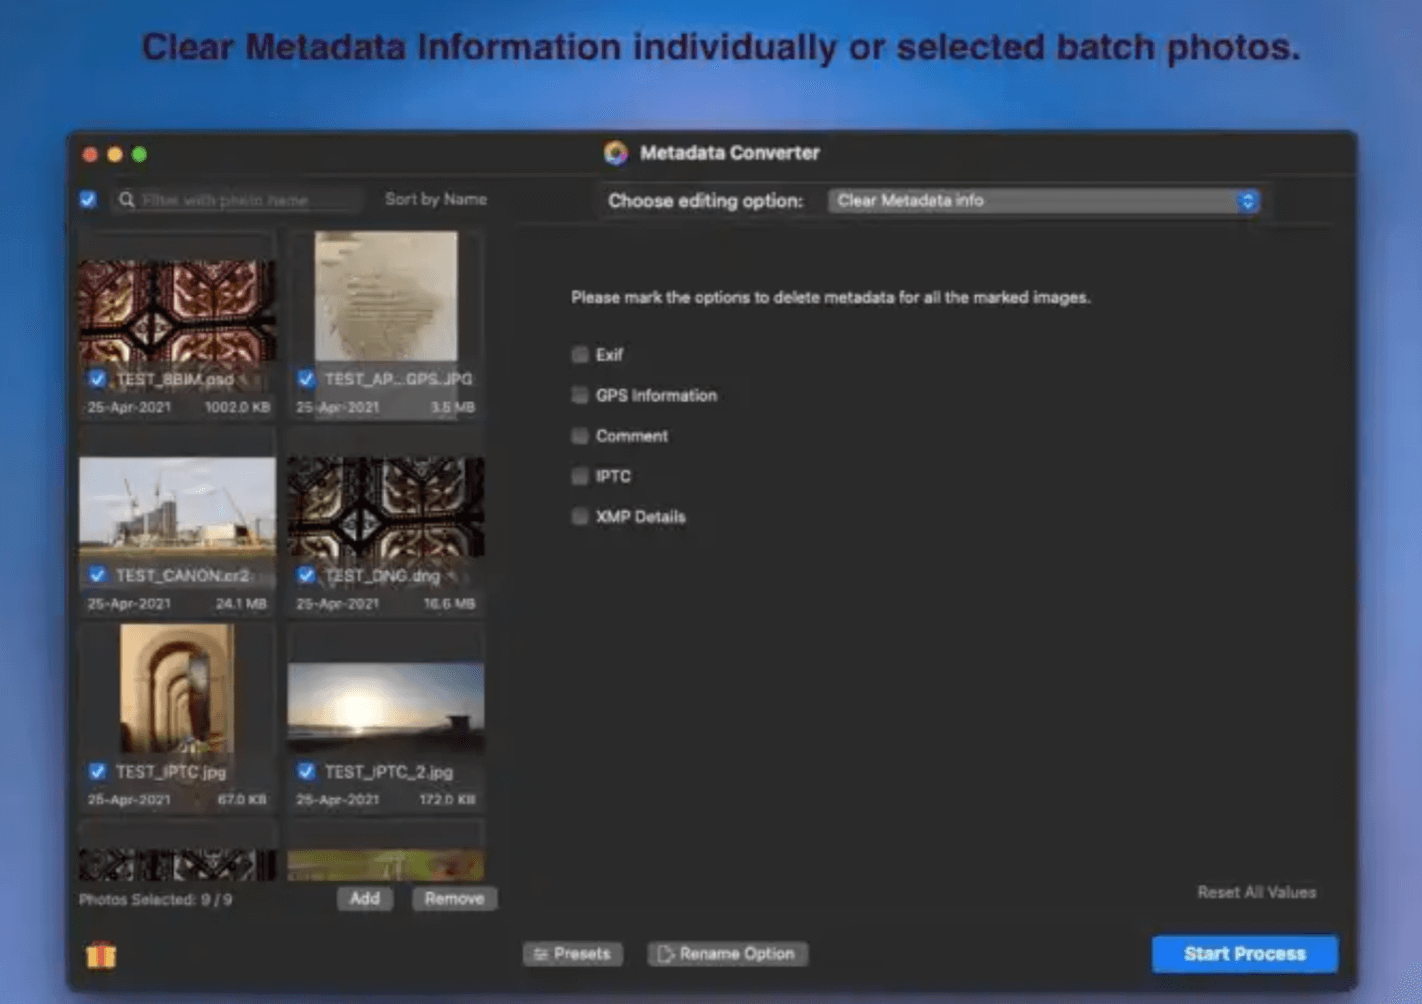 Clear Metadata Information individually or selected batch photos.
Metadata Converter
Filter with photo name
Sort by Name
Choose editing option:
Clear Metadata info
Please mark the options to delete metadata for all the marked images.
Exif
GPS Information
Comment
IPTC
XMP Details
TEST_8BIM.psd
25-Apr-2021 1002.0 KB
TEST_AP...GPS.JPG
25-Apr-2021 3.5 MB
TEST_CANON.cr2
25-Apr-2021 24.1 MB
TEST_DNG.dng
25-Apr-2021 16.6 MB
TEST_IPTC.jpg
25-Apr-2021 67.0 KB
TEST_IPTC_2.jpg
25-Apr-2021 172.0 KB
Photos Selected: 9 / 9
Add
Remove
Reset All Values
Presets
Rename Option
Start Process